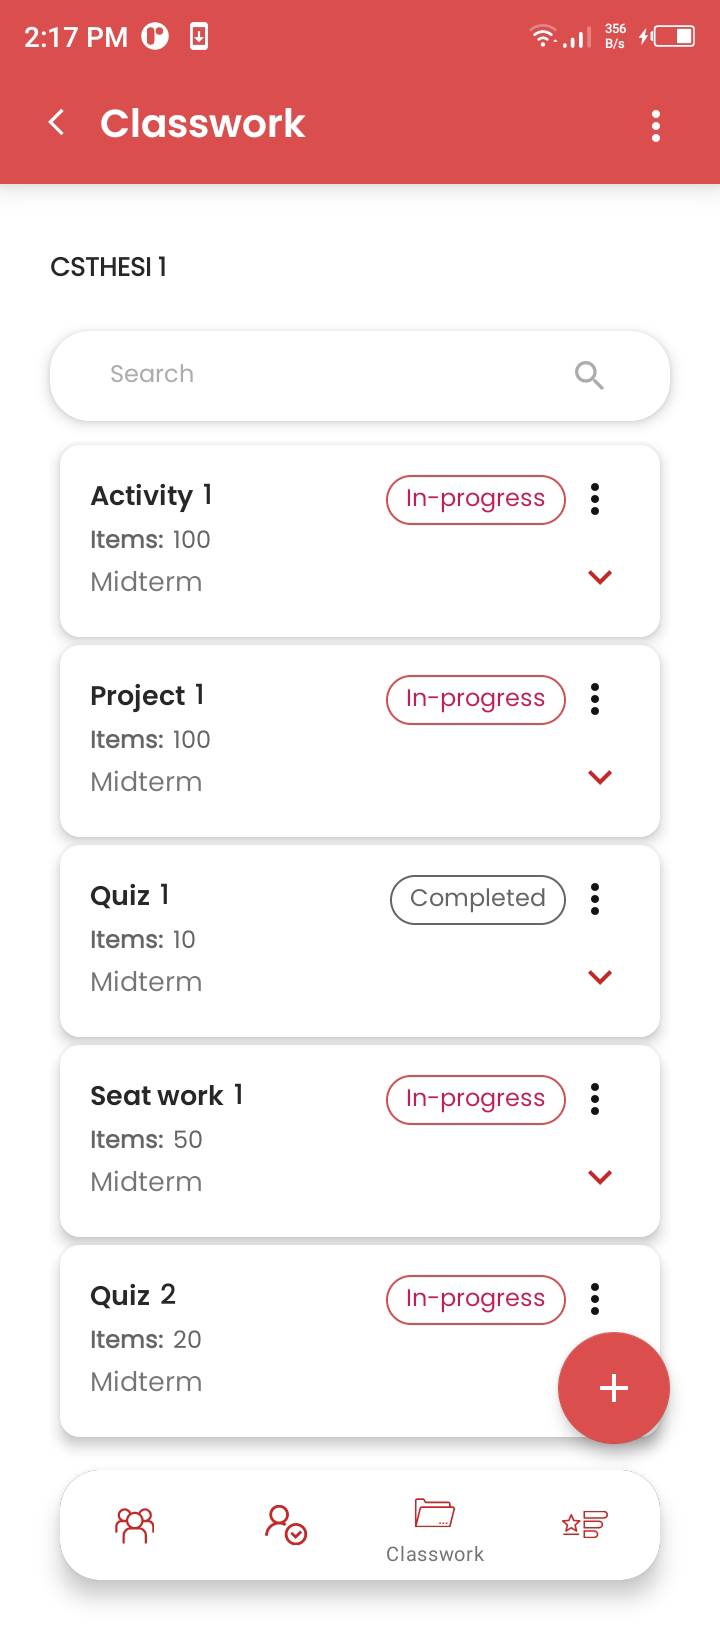 2:17 PM
356
B/s
Classwork
CSTHESI 1
Search
Activity 1
In-progress
Items: 100
Midterm
Project 1
In-progress
Items: 100
Midterm
Quiz 1
Completed
Items: 10
Midterm
Seat work 1
In-progress
Items: 50
Midterm
Quiz 2
In-progress
Items: 20
Midterm
Classwork